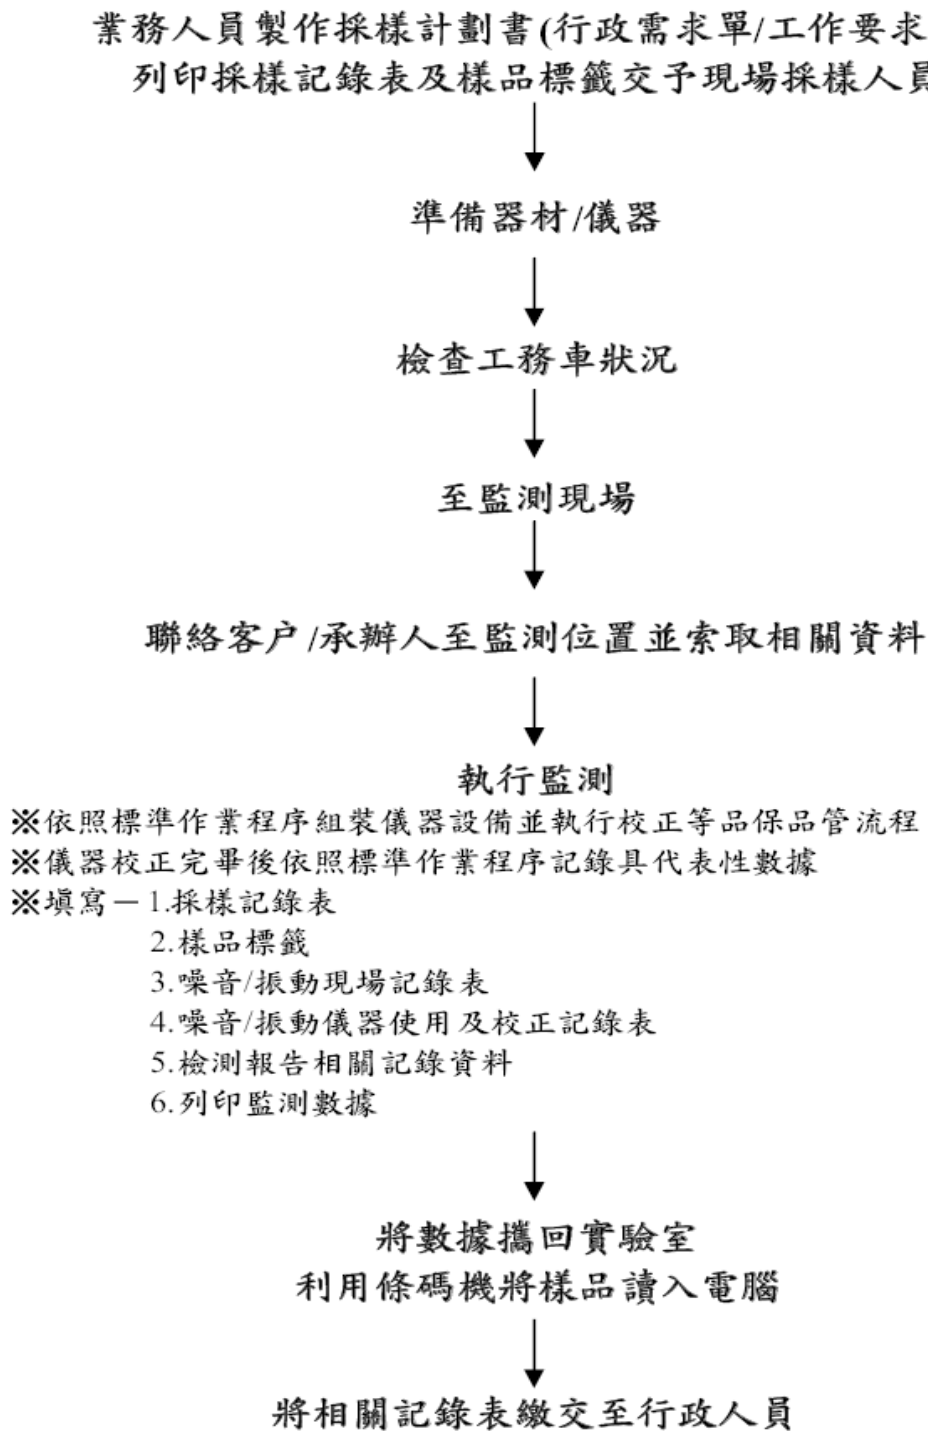 業務人員製作採樣計劃書(行政需求單/工作要求
列印採樣記錄表及樣品標籤交予現場採樣人員
準備器材/儀器
檢查工務車狀況
至監測現場
聯絡客户/承辦人至監測位置並索取相關資料
執行監測
※依照標準作業程序組裝儀器設備並執行校正等品保品管流程
※儀器校正完畢後依照標準作業程序記錄具代表性數據
※填寫－1.採樣記錄表
2.樣品標籤
3.噪音/振動現場記錄表
4.噪音/振動儀器使用及校正記錄表
5.檢測報告相關記錄資料
6.列印監測數據
將數據攜回實驗室
利用條碼機將樣品讀入電腦
將相關記錄表繳交至行政人員